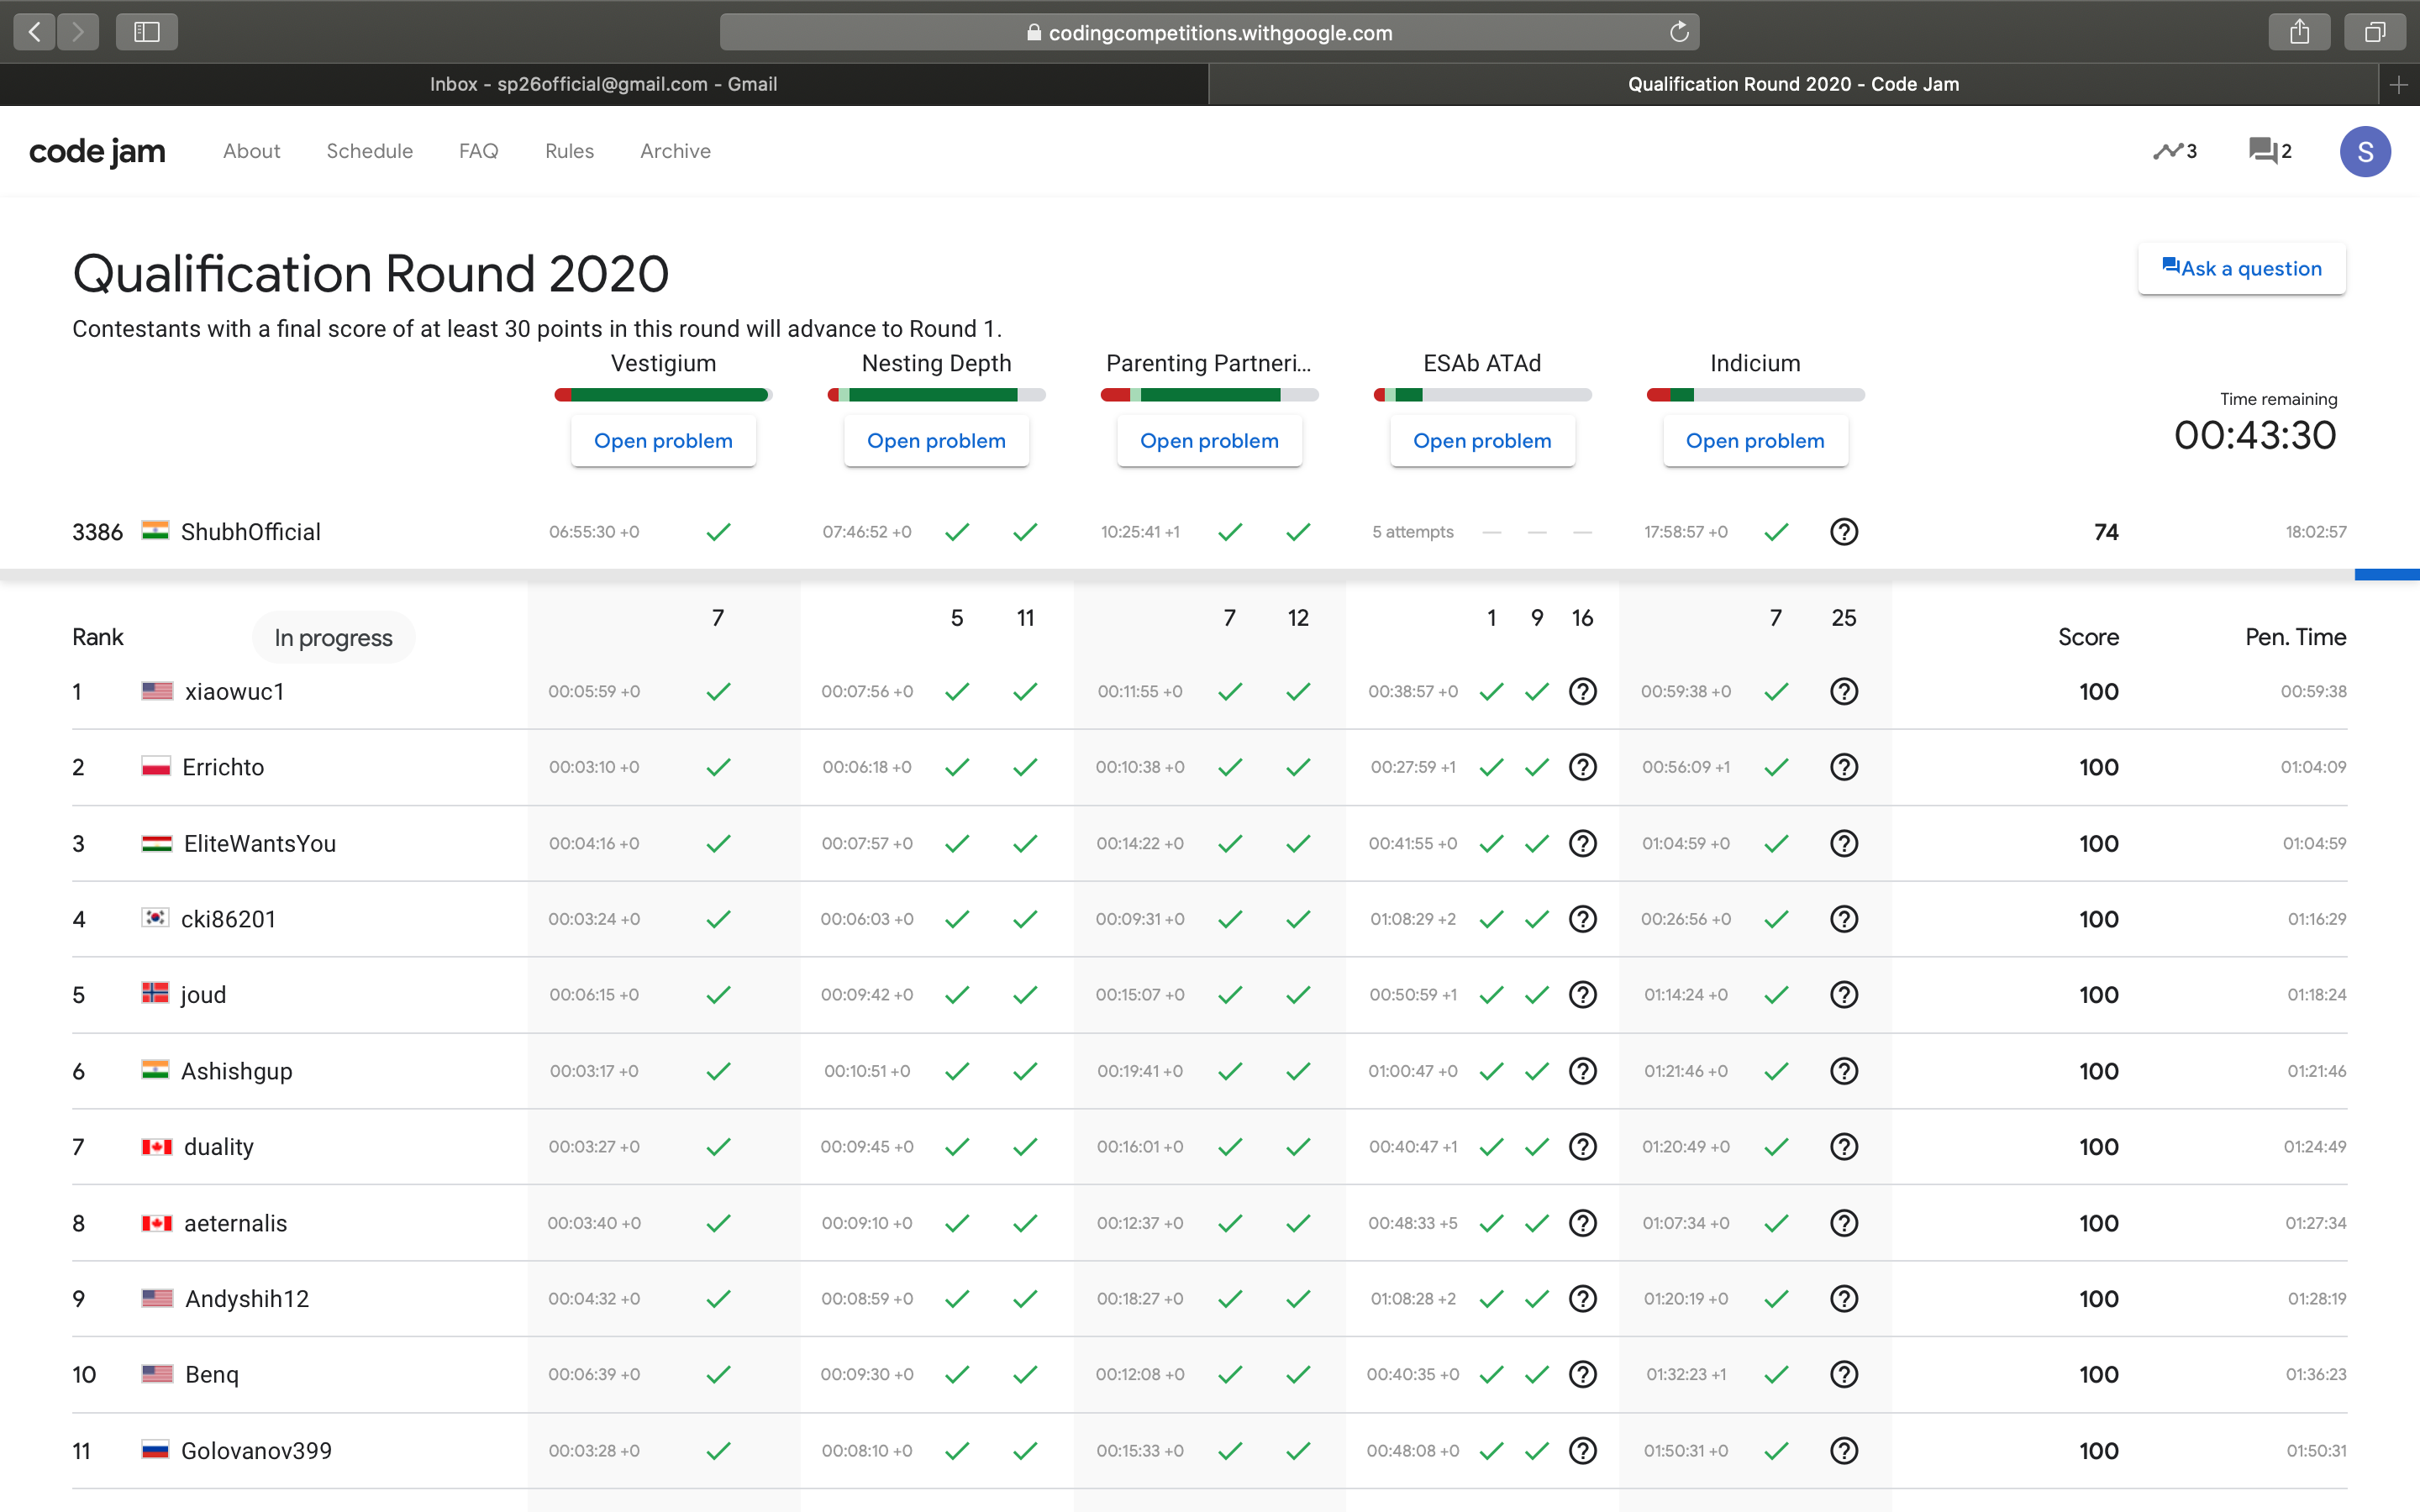 codingcompetitions.withgoogle.com
Inbox - sp26official@gmail.com - Gmail
Qualification Round 2020 - Code Jam
code jam About Schedule FAQ Rules Archive 3 2 S
Qualification Round 2020
Ask a question
Contestants with a final score of at least 30 points in this round will advance to Round 1.
Vestigium Nesting Depth Parenting Partneri... ESAb ATAd Indicium
Time remaining
00:43:30
Open problem Open problem Open problem Open problem Open problem
3386 ShubhOfficial 06:55:30 +0 07:46:52 +0 10:25:41 +1 5 attempts 17:58:57 +0 74 18:02:57
7 5 11 7 12 1 9 16 7 25
Rank In progress Score Pen. Time
1 xiaowuc1 00:05:59 +0 00:07:56 +0 00:11:55 +0 00:38:57 +0 00:59:38 +0 100 00:59:38
2 Errichto 00:03:10 +0 00:06:18 +0 00:10:38 +0 00:27:59 +1 00:56:09 +1 100 01:04:09
3 EliteWantsYou 00:04:16 +0 00:07:57 +0 00:14:22 +0 00:41:55 +0 01:04:59 +0 100 01:04:59
4 cki86201 00:03:24 +0 00:06:03 +0 00:09:31 +0 01:08:29 +2 00:26:56 +0 100 01:16:29
5 joud 00:06:15 +0 00:09:42 +0 00:15:07 +0 00:50:59 +1 01:14:24 +0 100 01:18:24
6 Ashishgup 00:03:17 +0 00:10:51 +0 00:19:41 +0 01:00:47 +0 01:21:46 +0 100 01:21:46
7 duality 00:03:27 +0 00:09:45 +0 00:16:01 +0 00:40:47 +1 01:20:49 +0 100 01:24:49
8 aeternalis 00:03:40 +0 00:09:10 +0 00:12:37 +0 00:48:33 +5 01:07:34 +0 100 01:27:34
9 Andyshih12 00:04:32 +0 00:08:59 +0 00:18:27 +0 01:08:28 +2 01:20:19 +0 100 01:28:19
10 Benq 00:06:39 +0 00:09:30 +0 00:12:08 +0 00:40:35 +0 01:32:23 +1 100 01:36:23
11 Golovanov399 00:03:28 +0 00:08:10 +0 00:15:33 +0 00:48:08 +0 01:50:31 +0 100 01:50:31